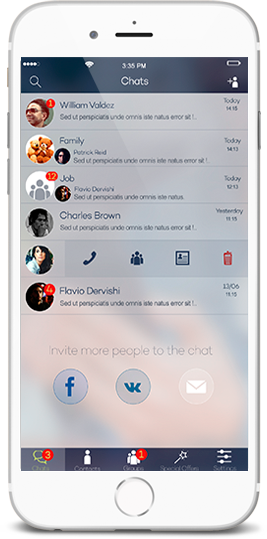 3:35 PM
Chats
1
William Valdez
Today
Sed ut perspiciatis unde omnis iste natus error sit !..
14:15
Family
Today
Patrick Reid
14:13
Sed ut perspiciatis unde omnis iste natus error sit !..
12
Job
Today
Flavio Dervishi
12:13
Sed ut perspiciatis unde omnis iste natus
Charles Brown
Yesterday
Sed ut perspiciatis unde omnis iste natus error sit !..
11:15
4
Flavio Dervishi
13/06
Sed ut perspiciatis unde omnis iste natus error sit !..
11:15
Invite more people to the chat
3
1
Chats
Contacts
Groups
Special Offers
Settings